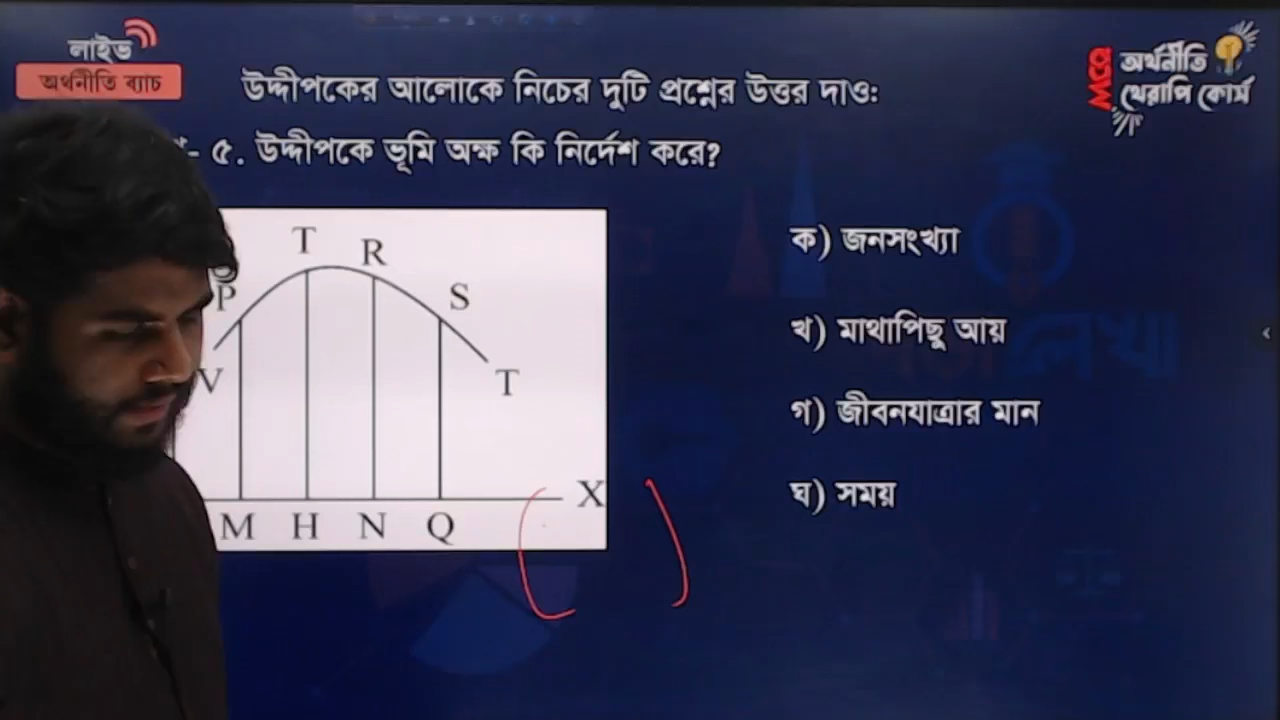 লাইভ
অর্থনীতি ব্যাচ
উদ্দীপকের আলোকে নিচের দুটি প্রশ্নের উত্তর দাও:
MCQ অর্থনীতি
থেরাপি কোর্স
- ৫. উদ্দীপকে ভূমি অক্ষ কি নির্দেশ করে?
T R
P S
V T
X
M H N Q
ক) জনসংখ্যা
খ) মাথাপিছু আয়
গ) জীবনযাত্রার মান
ঘ) সময়